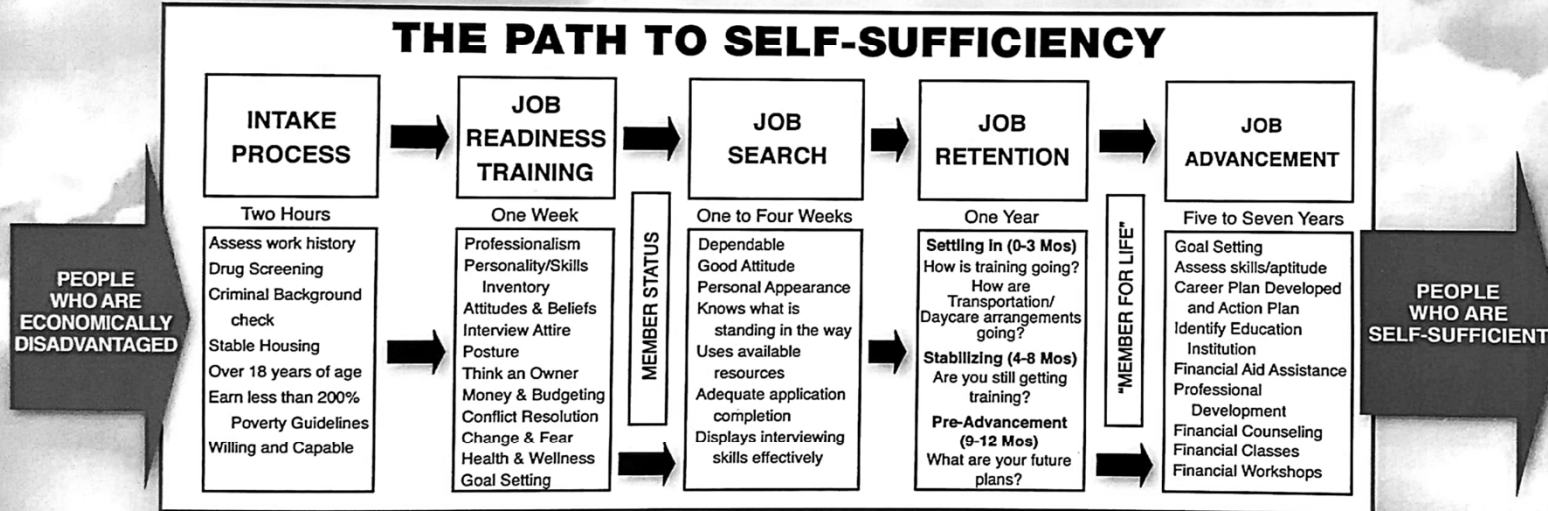 THE PATH TO SELF-SUFFICIENCY
PEOPLE
WHO ARE
ECONOMICALLY
DISADVANTAGED
INTAKE
PROCESS
Two Hours
Assess work history
Drug Screening
Criminal Background
check
Stable Housing
Over 18 years of age
Earn less than 200%
Poverty Guidelines
Willing and Capable
JOB
READINESS
TRAINING
One Week
Professionalism
Personality/Skills
Inventory
Attitudes & Beliefs
Interview Attire
Posture
Think an Owner
Money & Budgeting
Conflict Resolution
Change & Fear
Health & Wellness
Goal Setting
MEMBER STATUS
JOB
SEARCH
One to Four Weeks
Dependable
Good Attitude
Personal Appearance
Knows what is
standing in the way
Uses available
resources
Adequate application
completion
Displays interviewing
skills effectively
JOB
RETENTION
One Year
Settling in (0-3 Mos)
How is training going?
How are
Transportation/
Daycare arrangements
going?
Stabilizing (4-8 Mos)
Are you still getting
training?
Pre-Advancement
(9-12 Mos)
What are your future
plans?
"MEMBER FOR LIFE"
JOB
ADVANCEMENT
Five to Seven Years
Goal Setting
Assess skills/aptitude
Career Plan Developed
and Action Plan
Identify Education
Institution
Financial Aid Assistance
Professional
Development
Financial Counseling
Financial Classes
Financial Workshops
PEOPLE
WHO ARE
SELF-SUFFICIENT